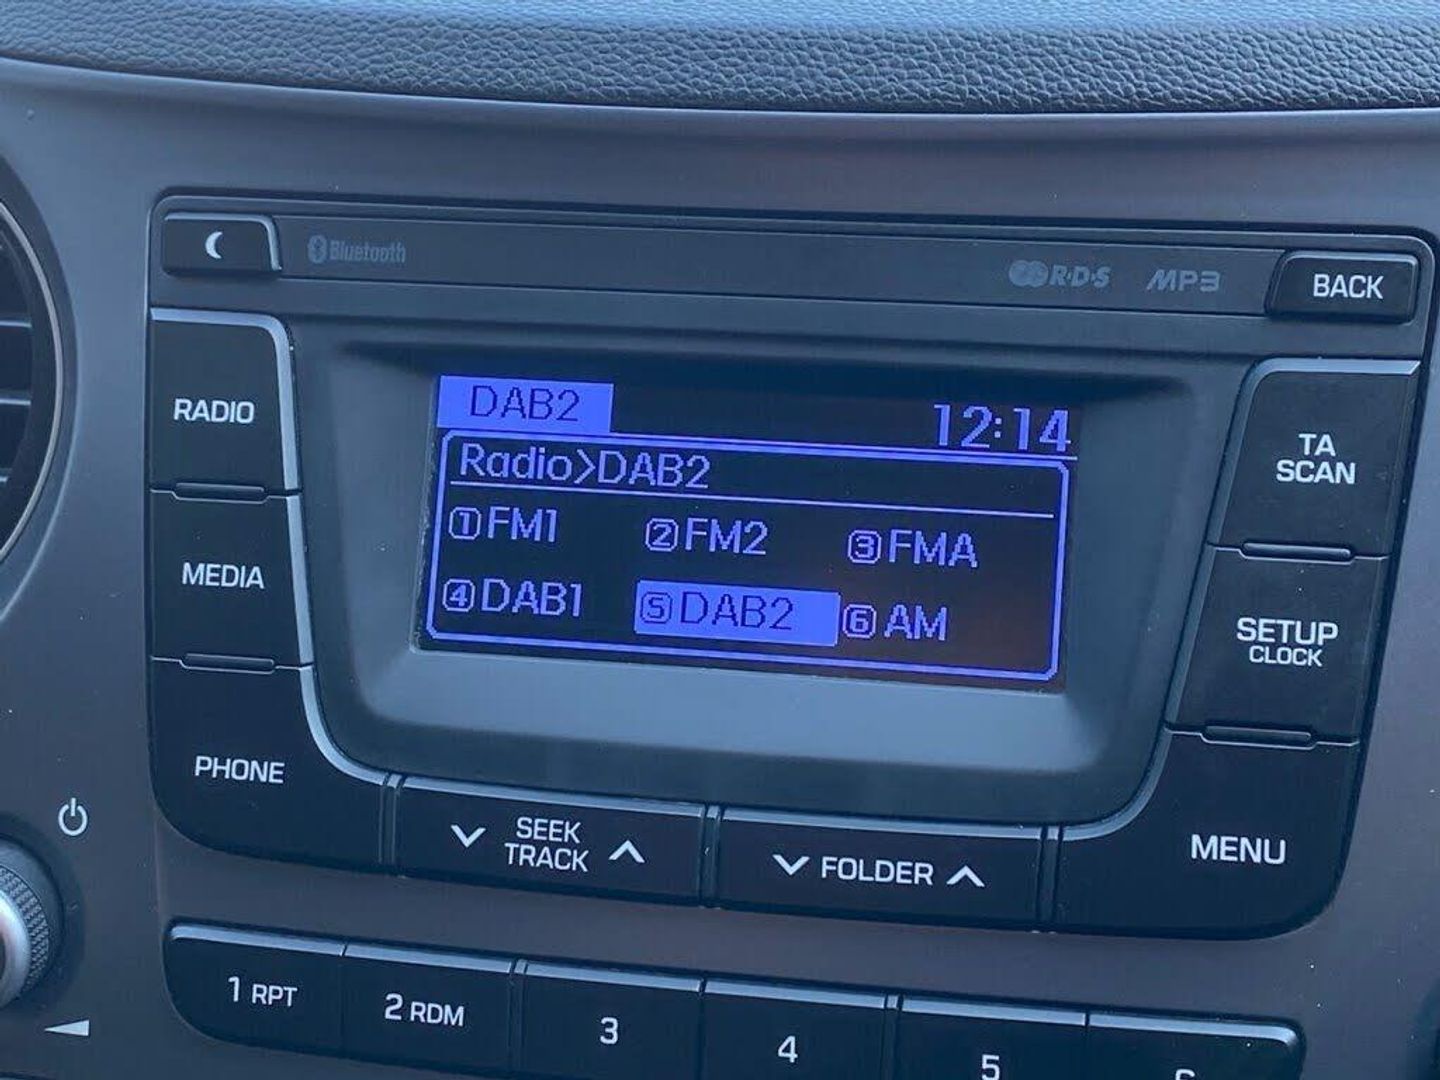 Bluetooth
R·D·S MP3
BACK
RADIO
MEDIA
PHONE
DAB2 12:14
Radio>DAB2
1 FM1 2 FM2 3 FMA
4 DAB1 5 DAB2 6 AM
TA
SCAN
SETUP
CLOCK
MENU
SEEK
TRACK
FOLDER
1 RPT
2 RDM
3
4
5
6